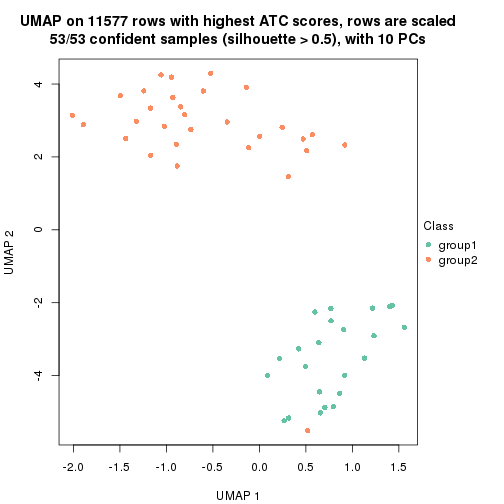 UMAP on 11577 rows with highest ATC scores, rows are scaled
53/53 confident samples (silhouette > 0.5), with 10 PCs
4
2
0
-2
-4
UMAP 2
-2.0
-1.5
-1.0
-0.5
0.0
0.5
1.0
1.5
UMAP 1
Class
group1
group2